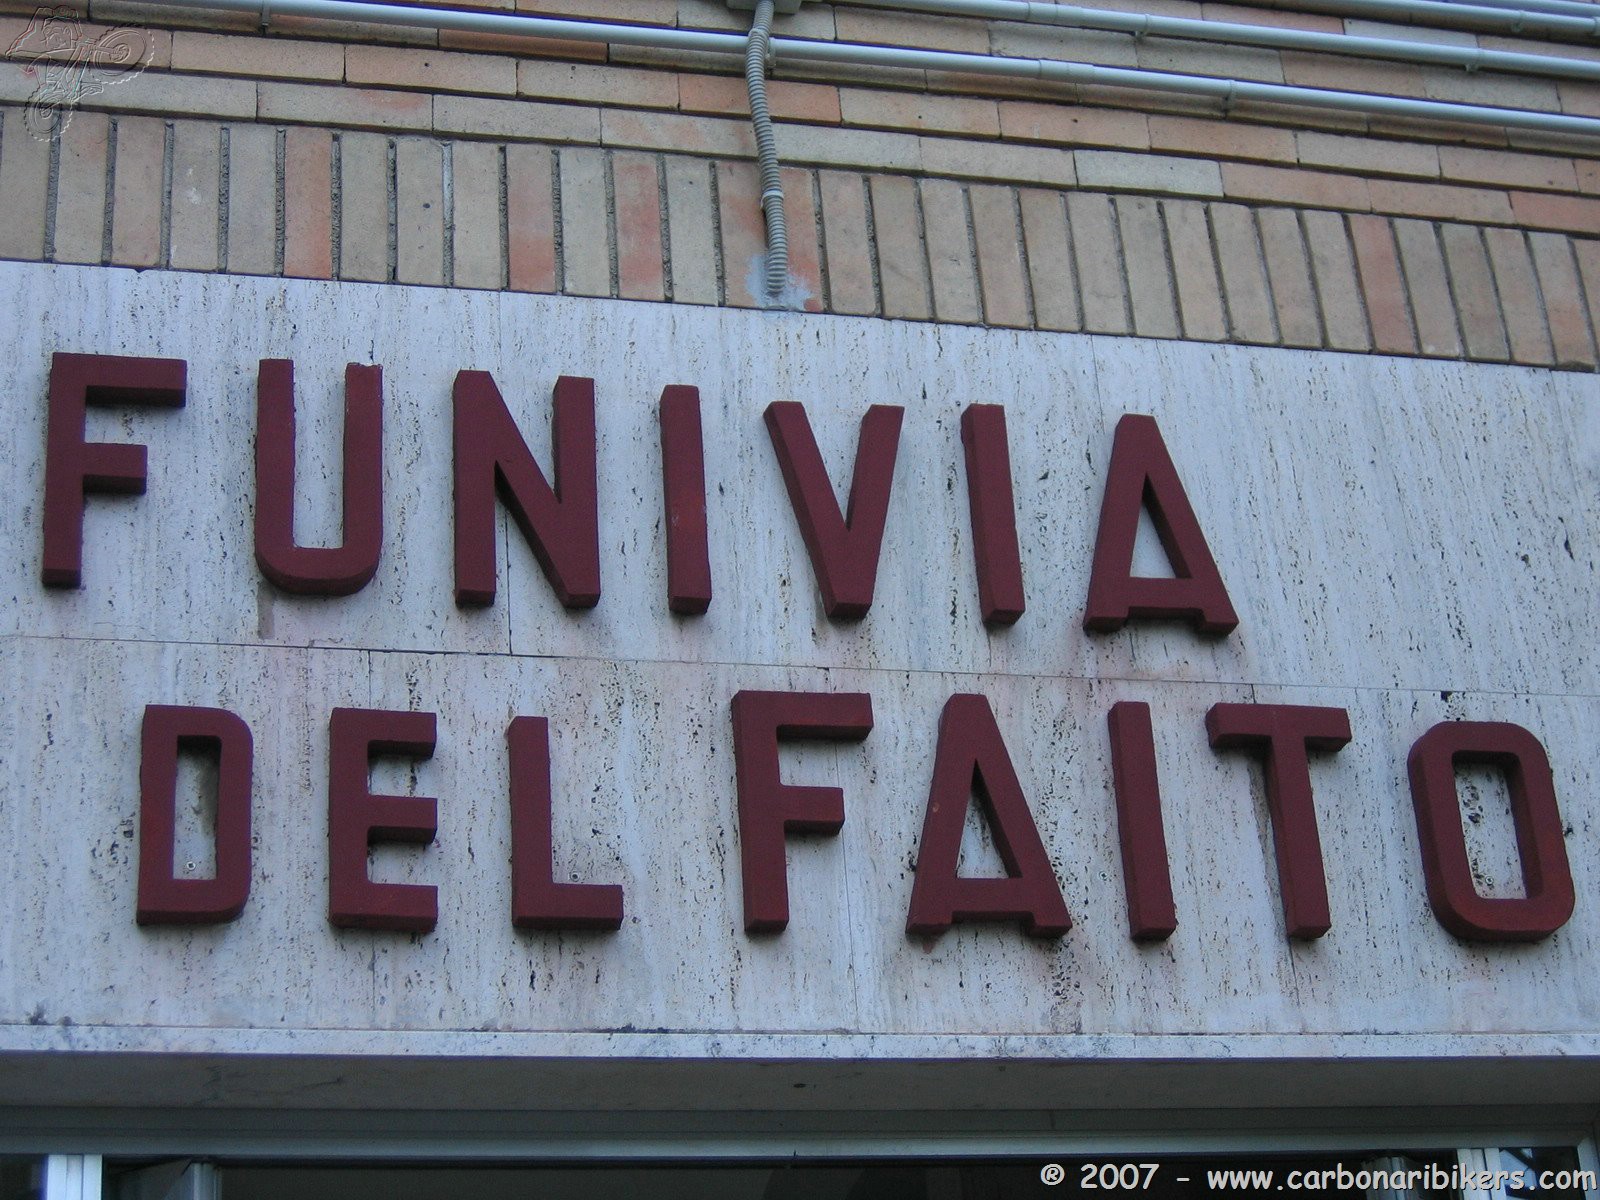 FUNIVIA
DEL FAITO
® 2007 - www.carbonaribikers.com